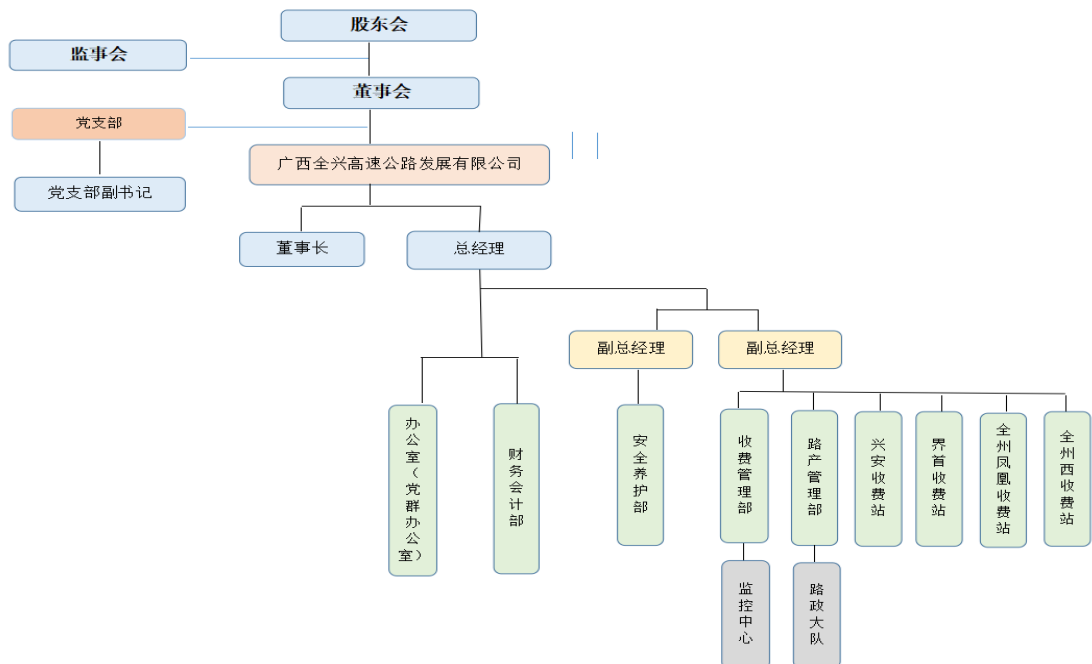 股东会
监事会
董事会
党支部
广西全兴高速公路发展有限公司
党支部副书记
董事长
总经理
副总经理
副总经理
办公室（党群办公室）
财务会计部
安全养护部
收费管理部
路产管理部
兴安收费站
界首收费站
全州凤凰收费站
全州西收费站
监控中心
路政大队